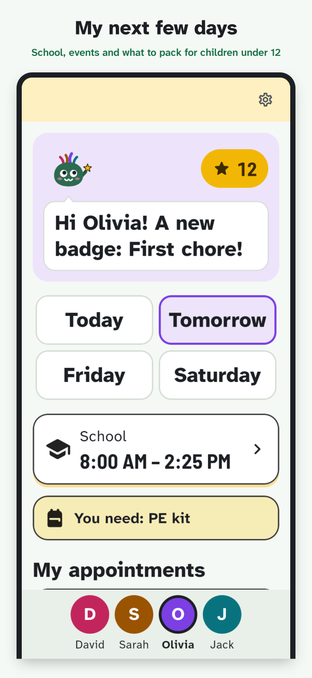 My next few days
School, events and what to pack for children under 12
12
Hi Olivia! A new
badge: First chore!
Today
Tomorrow
Friday
Saturday
School
8:00 AM – 2:25 PM
You need: PE kit
My appointments
D
S
O
J
David
Sarah
Olivia
Jack